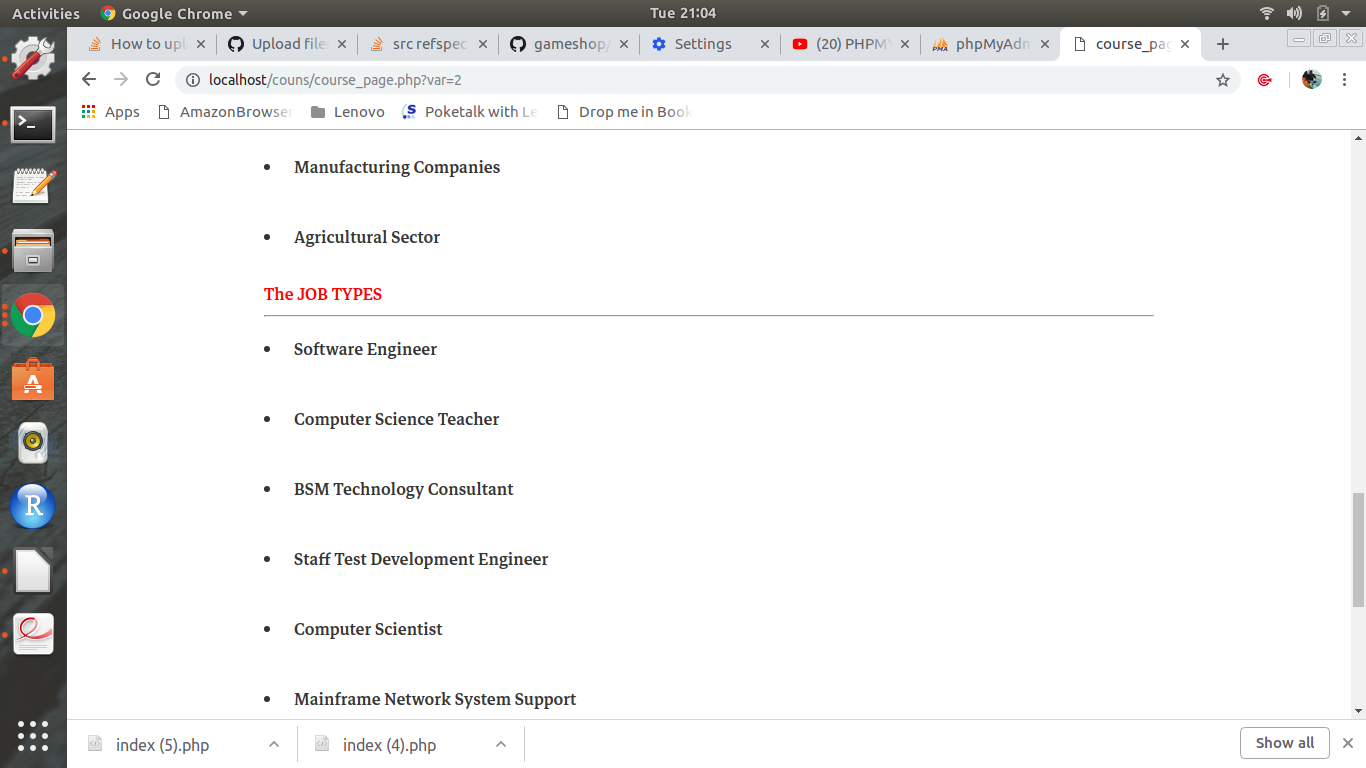 Activities Google Chrome Tue 21:04
How to upl Upload file src refspec gameshop/ Settings (20) PHPMY phpMyAdm course_pag
localhost/couns/course_page.php?var=2
Apps AmazonBrowser Lenovo Poketalk with Le Drop me in Book
Manufacturing Companies
Agricultural Sector
The JOB TYPES
Software Engineer
Computer Science Teacher
BSM Technology Consultant
Staff Test Development Engineer
Computer Scientist
Mainframe Network System Support
index (5).php index (4).php Show all